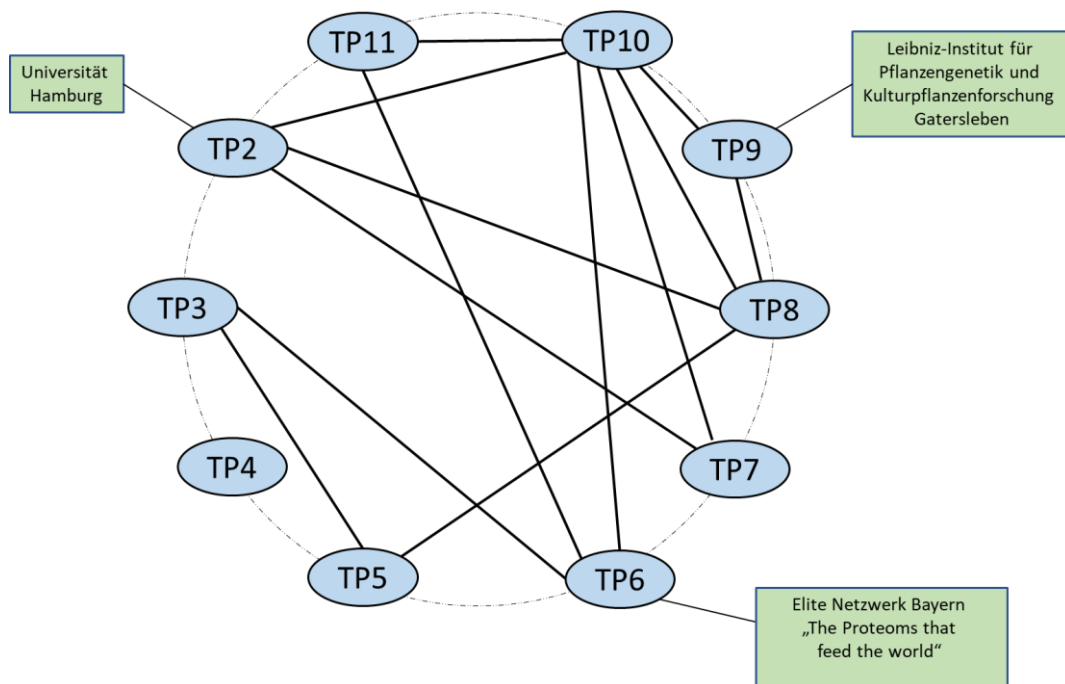 TP11
TP10
Universität
Hamburg
Leibniz-Institut für
Pflanzengenetik und
Kulturpflanzenforschung
Gatersleben
TP2
TP9
TP3
TP8
TP4
TP7
TP5
TP6
Elite Netzwerk Bayern
„The Proteoms that
feed the world“